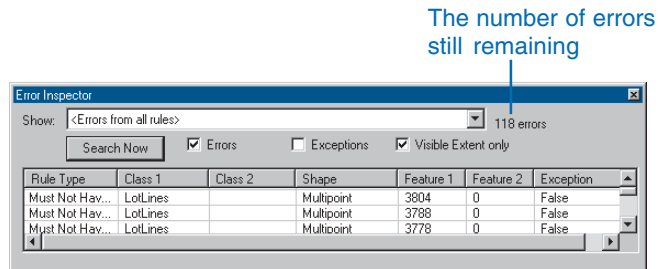 The number of errors
still remaining
Error Inspector
Show: <Errors from all rules> 118 errors
Search Now Errors Exceptions Visible Extent only
Rule Type Class 1 Class 2 Shape Feature 1 Feature 2 Exception
Must Not Hav... LotLines Multipoint 3804 0 False
Must Not Hav... LotLines Multipoint 3788 0 False
Must Not Hav... LotLines Multipoint 3778 0 False